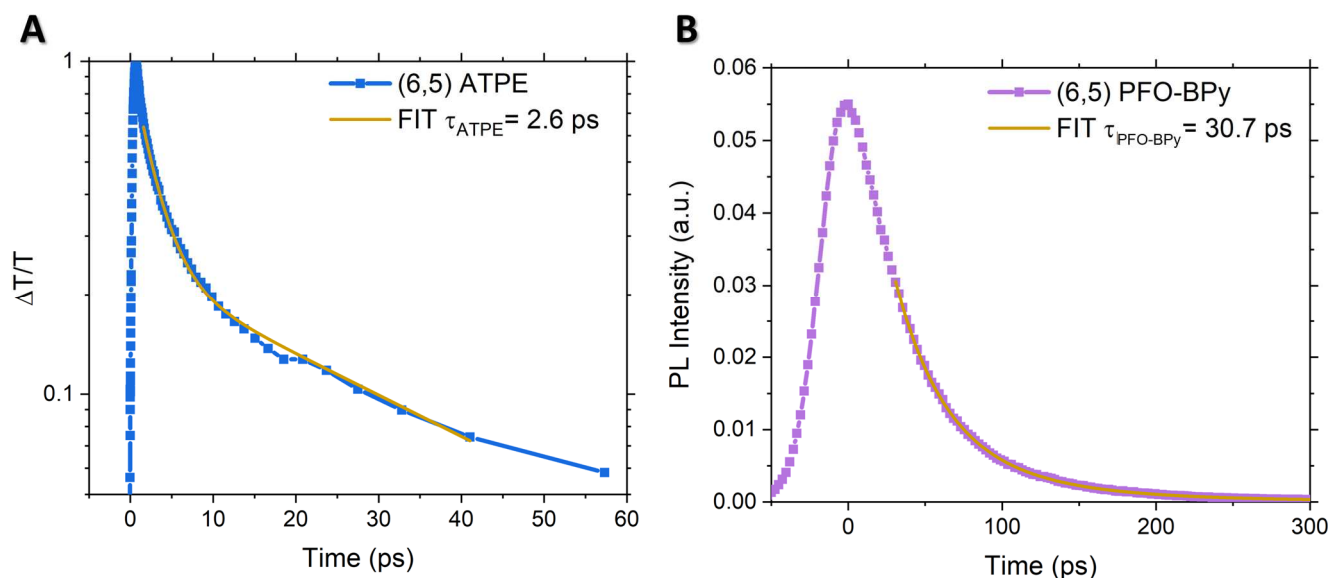 A
(6,5) ATPE
FIT τATPE= 2.6 ps
1
0.1
ΔT/T
0 10 20 30 40 50 60
Time (ps)
B
(6,5) PFO-BPy
FIT τPFO-BPy= 30.7 ps
0.06
0.05
0.04
0.03
0.02
0.01
0.00
PL Intensity (a.u.)
0 100 200 300
Time (ps)